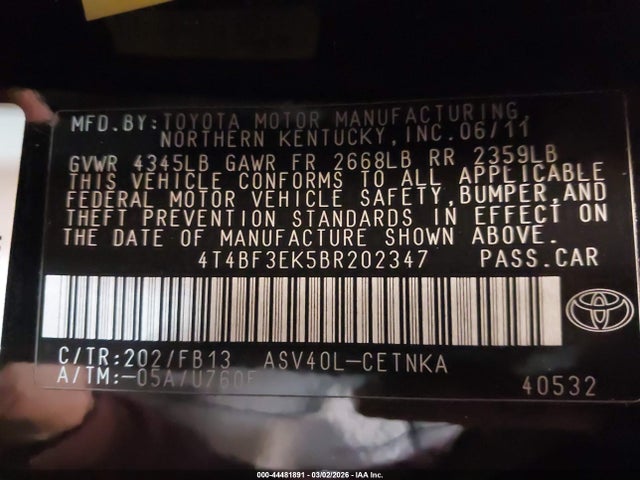 MFD.BY:TOYOTA MOTOR MANUFACTURING,
NORTHERN KENTUCKY,INC.06/11
GVWR 4345LB GAWR FR 2668LB RR 2359LB
THIS VEHICLE CONFORMS TO ALL APPLICABLE
FEDERAL MOTOR VEHICLE SAFETY,BUMPER,AND
THEFT PREVENTION STANDARDS IN EFFECT ON
THE DATE OF MANUFACTURE SHOWN ABOVE.
4T4BF3EK5BR202347 PASS.CAR
C/TR:202/FB13 ASV40L-CETNKA
A/TM:-05A/U760E 40532
000-44481891 - 03/02/2026 - IAA Inc.